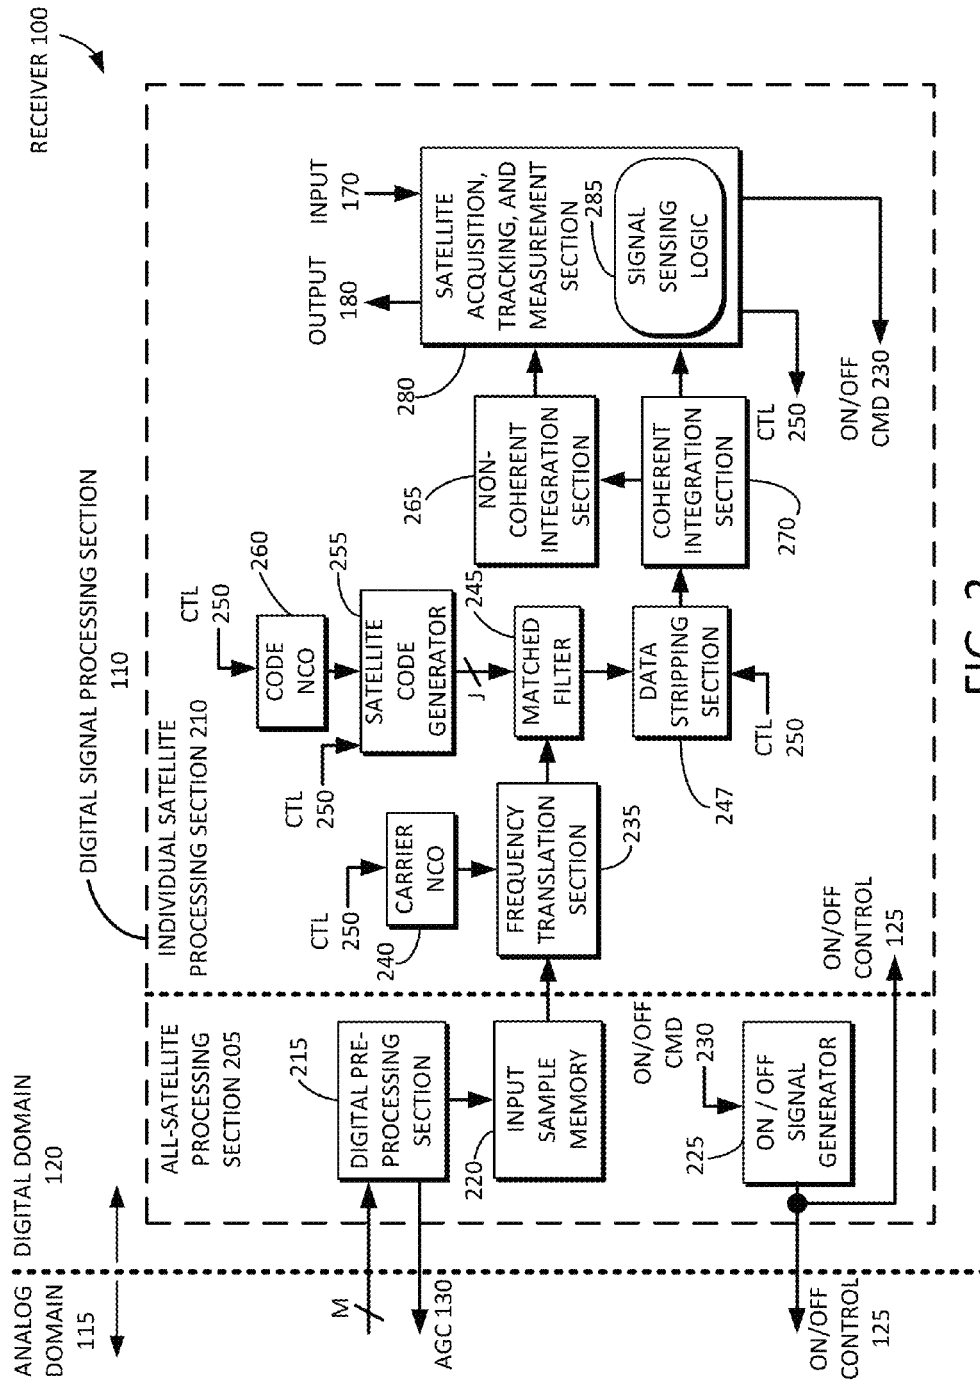 ANALOG
DOMAIN
115
DIGITAL DOMAIN
120
RECEIVER 100
DIGITAL SIGNAL PROCESSING SECTION
110
ALL-SATELLITE
PROCESSING
SECTION 205
INDIVIDUAL SATELLITE
PROCESSING SECTION 210
CTL
250
260
CODE
NCO
CTL
250
255
SATELLITE
CODE
GENERATOR
J
215
DIGITAL PRE-
PROCESSING
SECTION
M
AGC 130
CTL
250
CARRIER
NCO
240
OUTPUT
180
INPUT
170
SATELLITE
ACQUISITION,
TRACKING, AND
MEASUREMENT
SECTION
280
285
SIGNAL
SENSING
LOGIC
265
NON-
COHERENT
INTEGRATION
SECTION
245
MATCHED
FILTER
220
INPUT
SAMPLE
MEMORY
FREQUENCY
TRANSLATION
SECTION
235
DATA
STRIPPING
SECTION
247
CTL
250
COHERENT
INTEGRATION
SECTION
270
CTL
250
ON/OFF
CMD 230
ON/OFF
CMD
230
225
ON / OFF
SIGNAL
GENERATOR
ON/OFF
CONTROL
125
ON/OFF
CONTROL
125